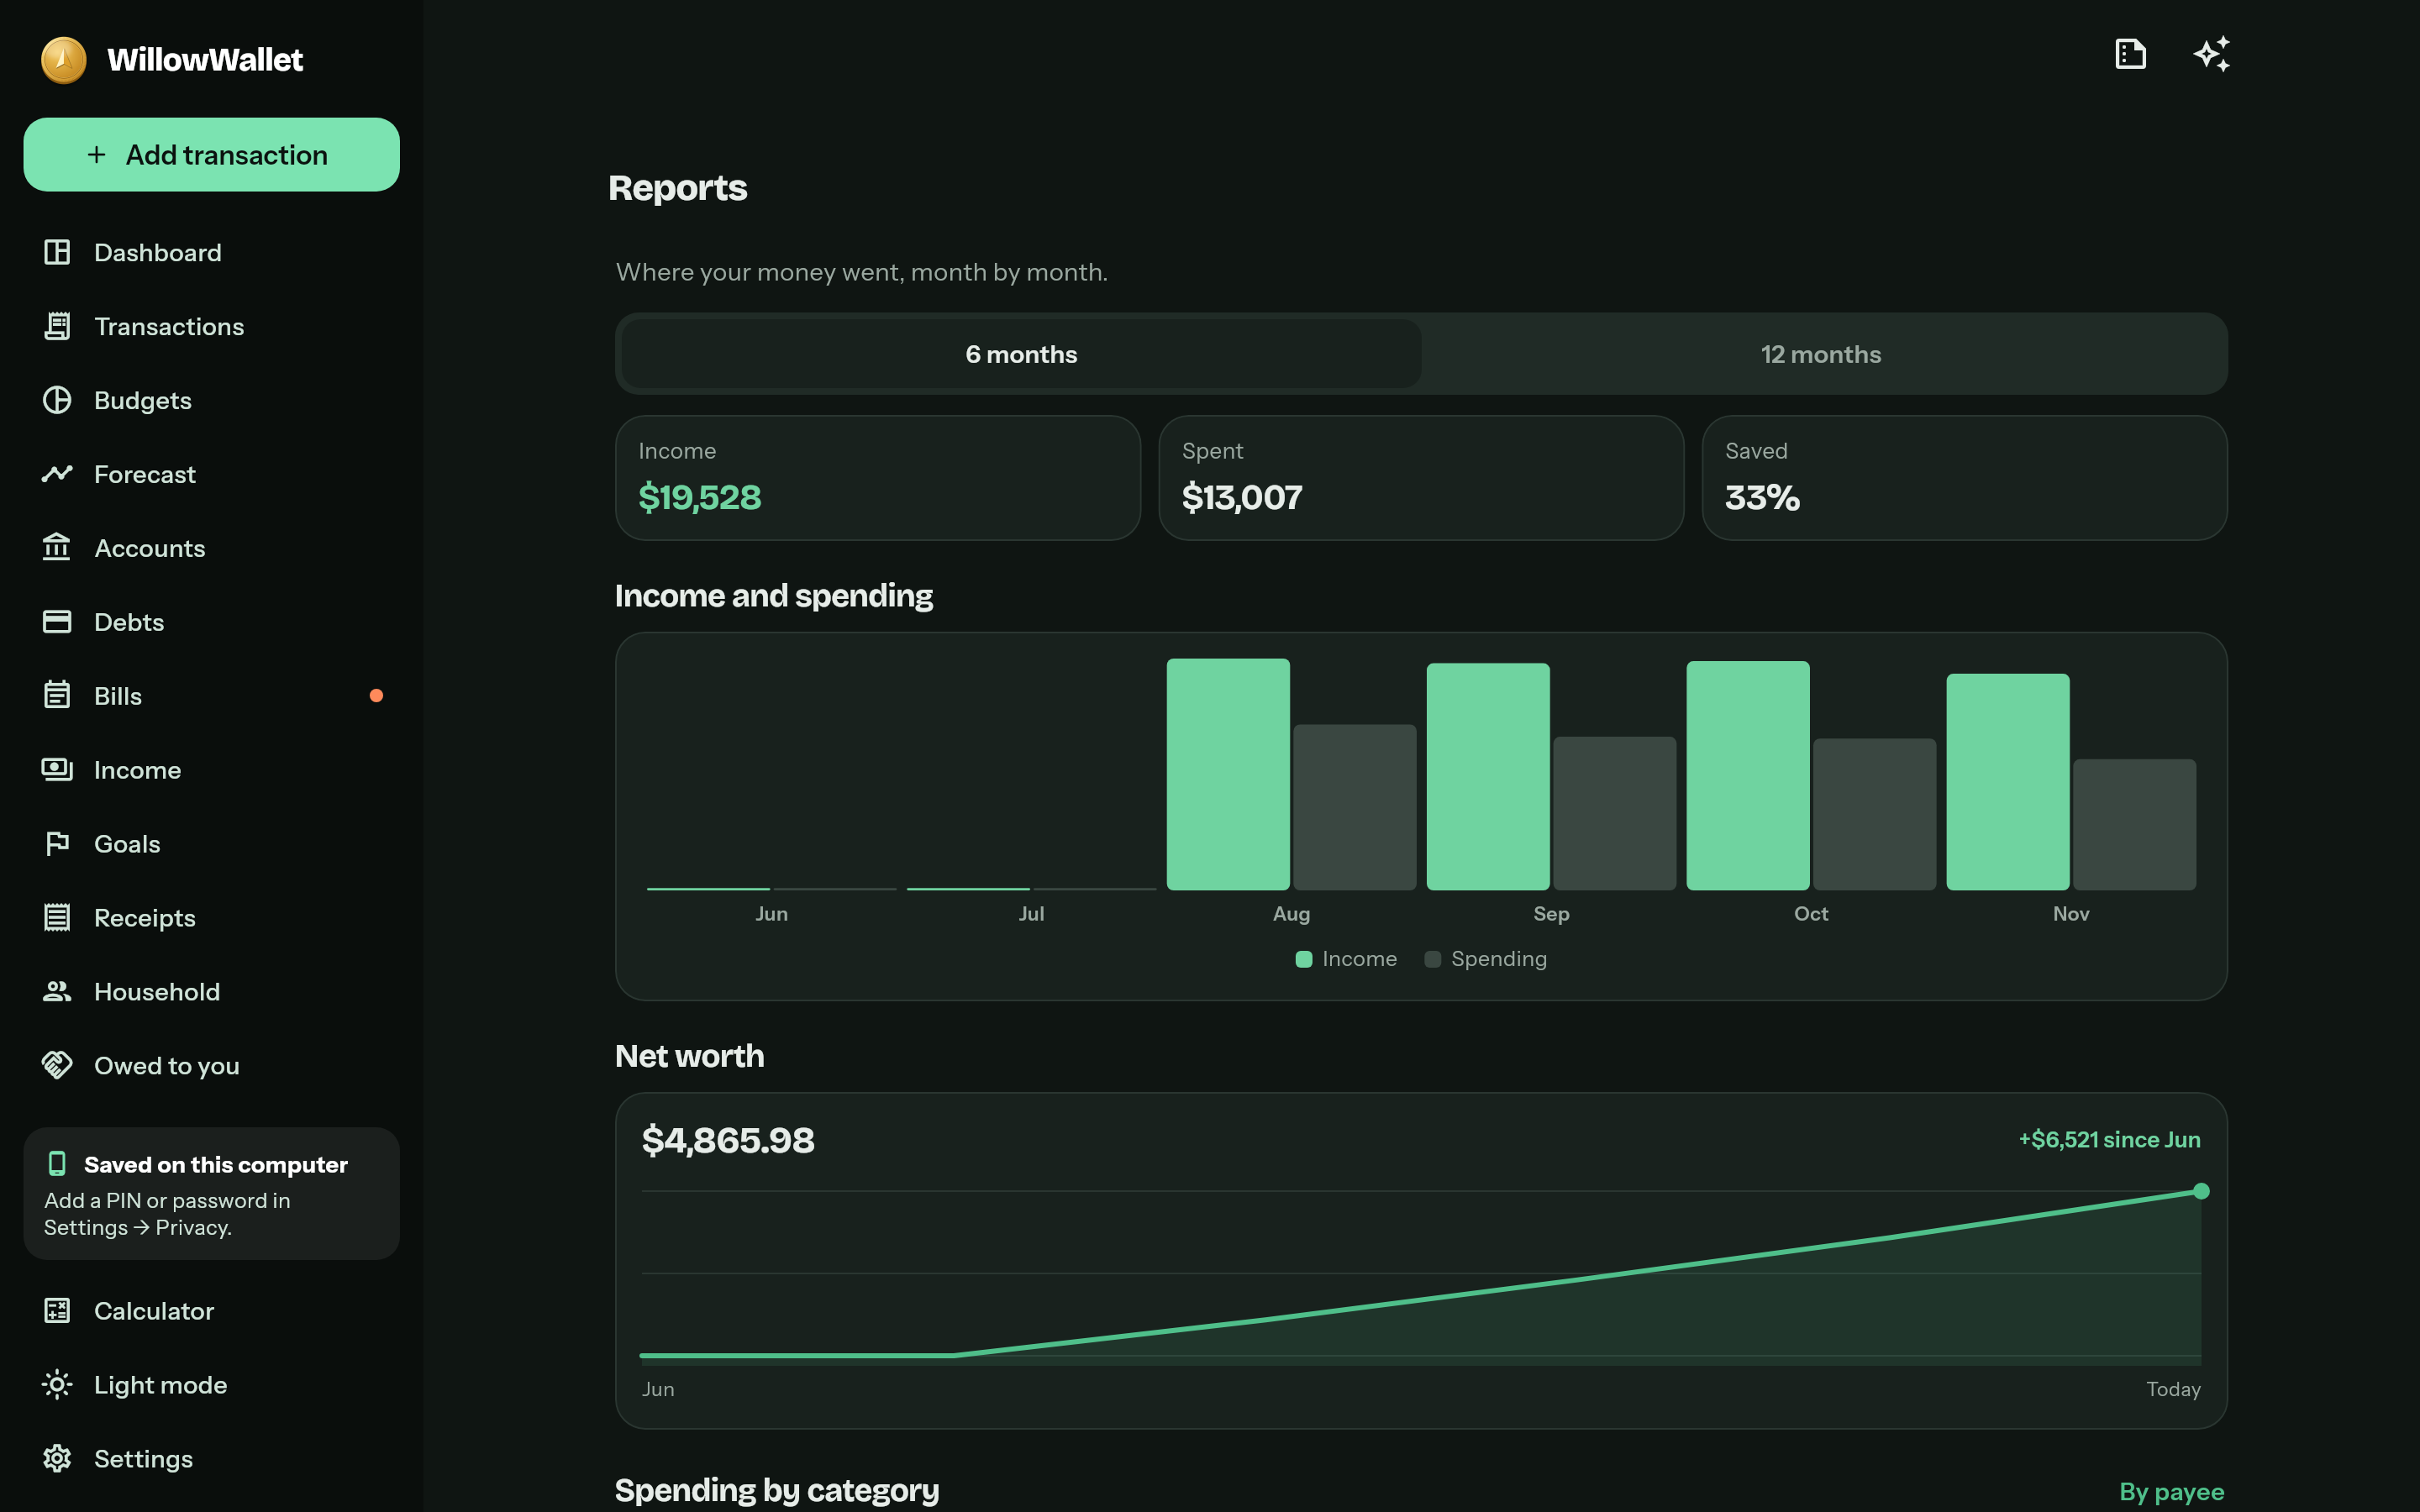 WillowWallet
Add transaction
Dashboard
Transactions
Budgets
Forecast
Accounts
Debts
Bills
Income
Goals
Receipts
Household
Owed to you
Saved on this computer
Add a PIN or password in
Settings → Privacy.
Calculator
Light mode
Settings
Reports
Where your money went, month by month.
6 months
12 months
Income
$19,528
Spent
$13,007
Saved
33%
Income and spending
Jun Jul Aug Sep Oct Nov
Income Spending
Net worth
$4,865.98
+$6,521 since Jun
Jun Today
Spending by category
By payee